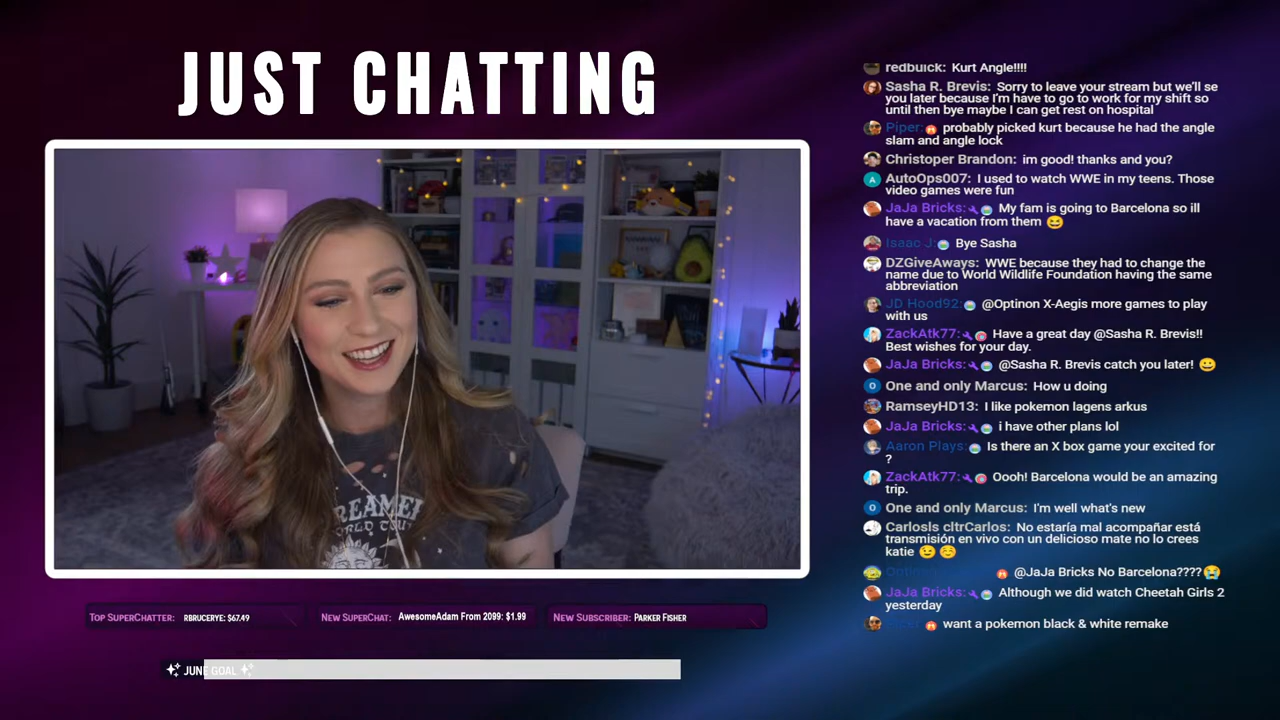 JUST CHATTING
redbuick: Kurt Angle!!!!
Sasha R. Brevis: Sorry to leave your stream but we'll se
you later because I'm have to go to work for my shift so
until then bye maybe I can get rest on hospital
Piper: probably picked kurt because he had the angle
slam and angle lock
Christoper Brandon: im good! thanks and you?
AutoOps007: I used to watch WWE in my teens. Those
video games were fun
JaJa Bricks: My fam is going to Barcelona so ill
have a vacation from them 😆
Isaac J: Bye Sasha
DZGiveAways: WWE because they had to change the
name due to World Wildlife Foundation having the same
abbreviation
JD Hood92: @Optinon X-Aegis more games to play
with us
ZackAtk77: Have a great day @Sasha R. Brevis!!
Best wishes for your day.
JaJa Bricks: @Sasha R. Brevis catch you later! 😀
One and only Marcus: How u doing
RamseyHD13: I like pokemon lagens arkus
JaJa Bricks: i have other plans lol
Aaron Plays: Is there an X box game your excited for
?
ZackAtk77: Oooh! Barcelona would be an amazing
trip.
One and only Marcus: I'm well what's new
Carlosls cltrCarlos: No estaría mal acompañar está
transmisión en vivo con un delicioso mate no lo crees
katie 😉 ☺️
@JaJa Bricks No Barcelona????😭
JaJa Bricks: Although we did watch Cheetah Girls 2
yesterday
Piper: want a pokemon black & white remake
DREAMER
WORLD TOUR
TOP SUPERCHATTER: RBRUCERYE: $67.49
NEW SUPERCHAT: AWESOMEADAM FROM 2099: $1.99
NEW SUBSCRIBER: PARKER FISHER
JUNE GOAL